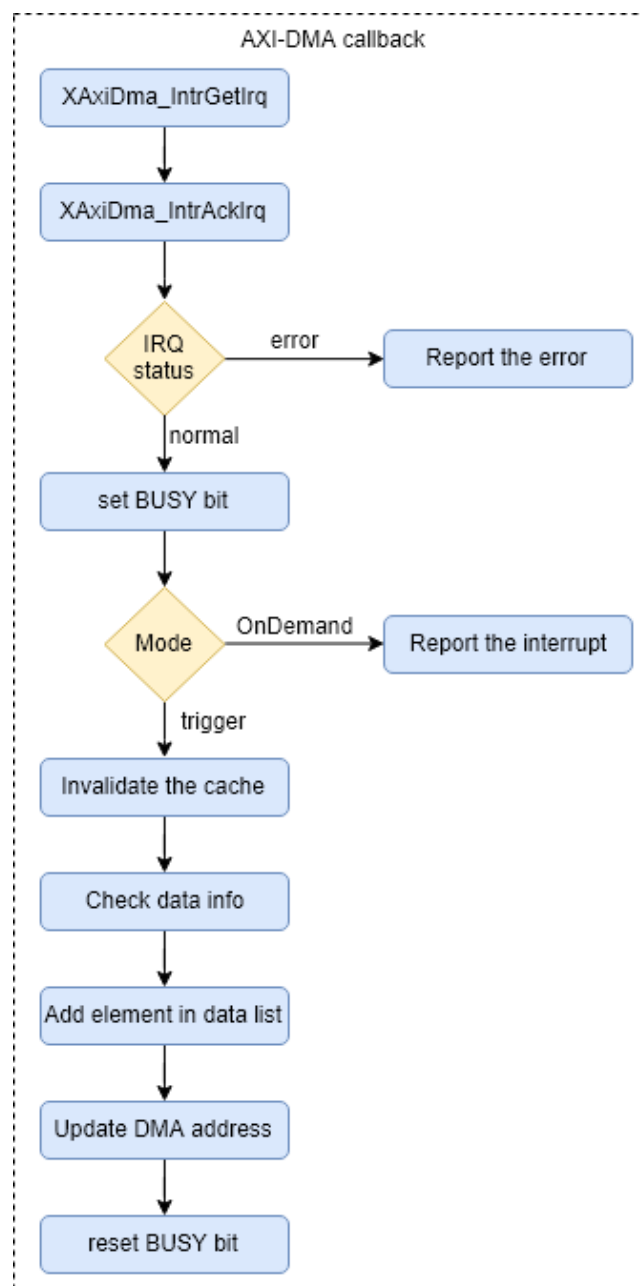 AXI-DMA callback
XAxiDma_IntrGetIrq
XAxiDma_IntrAckIrq
IRQ
status
error
Report the error
normal
set BUSY bit
Mode
OnDemand
Report the interrupt
trigger
Invalidate the cache
Check data info
Add element in data list
Update DMA address
reset BUSY bit